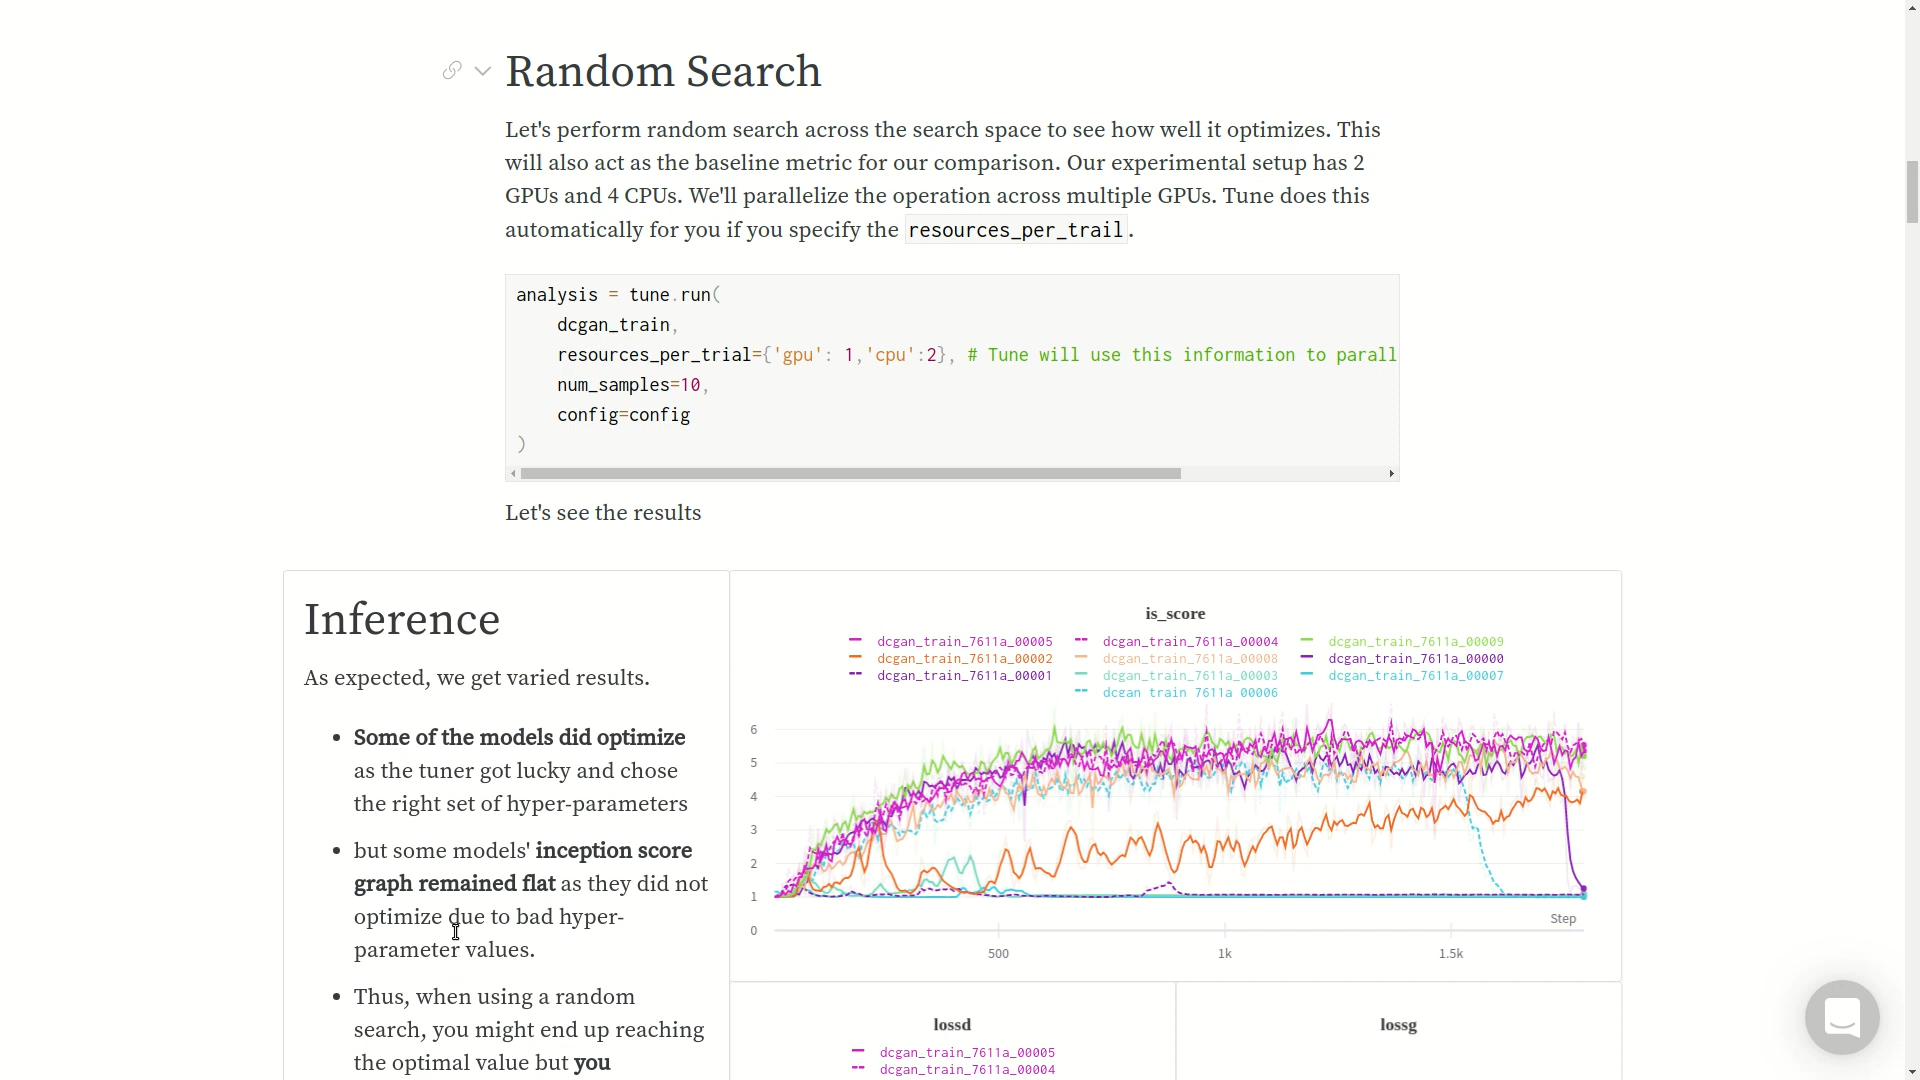 Random Search
Let's perform random search across the search space to see how well it optimizes. This
will also act as the baseline metric for our comparison. Our experimental setup has 2
GPUs and 4 CPUs. We'll parallelize the operation across multiple GPUs. Tune does this
automatically for you if you specify the resources_per_trail.
analysis = tune.run(
    dcgan_train,
    resources_per_trial={'gpu': 1,'cpu':2}, # Tune will use this information to parall
    num_samples=10,
    config=config
)
Let's see the results
Inference
As expected, we get varied results.
• Some of the models did optimize
as the tuner got lucky and chose
the right set of hyper-parameters
• but some models' inception score
graph remained flat as they did not
optimize due to bad hyper-
parameter values.
• Thus, when using a random
search, you might end up reaching
the optimal value but you
is_score
dcgan_train_7611a_00005 dcgan_train_7611a_00004 dcgan_train_7611a_00009
dcgan_train_7611a_00002 dcgan_train_7611a_00008 dcgan_train_7611a_00000
dcgan_train_7611a_00001 dcgan_train_7611a_00003 dcgan_train_7611a_00007
dcgan_train_7611a_00006
6
5
4
3
2
1
0
Step
500 1k 1.5k
lossd
dcgan_train_7611a_00005
dcgan_train_7611a_00004
lossg